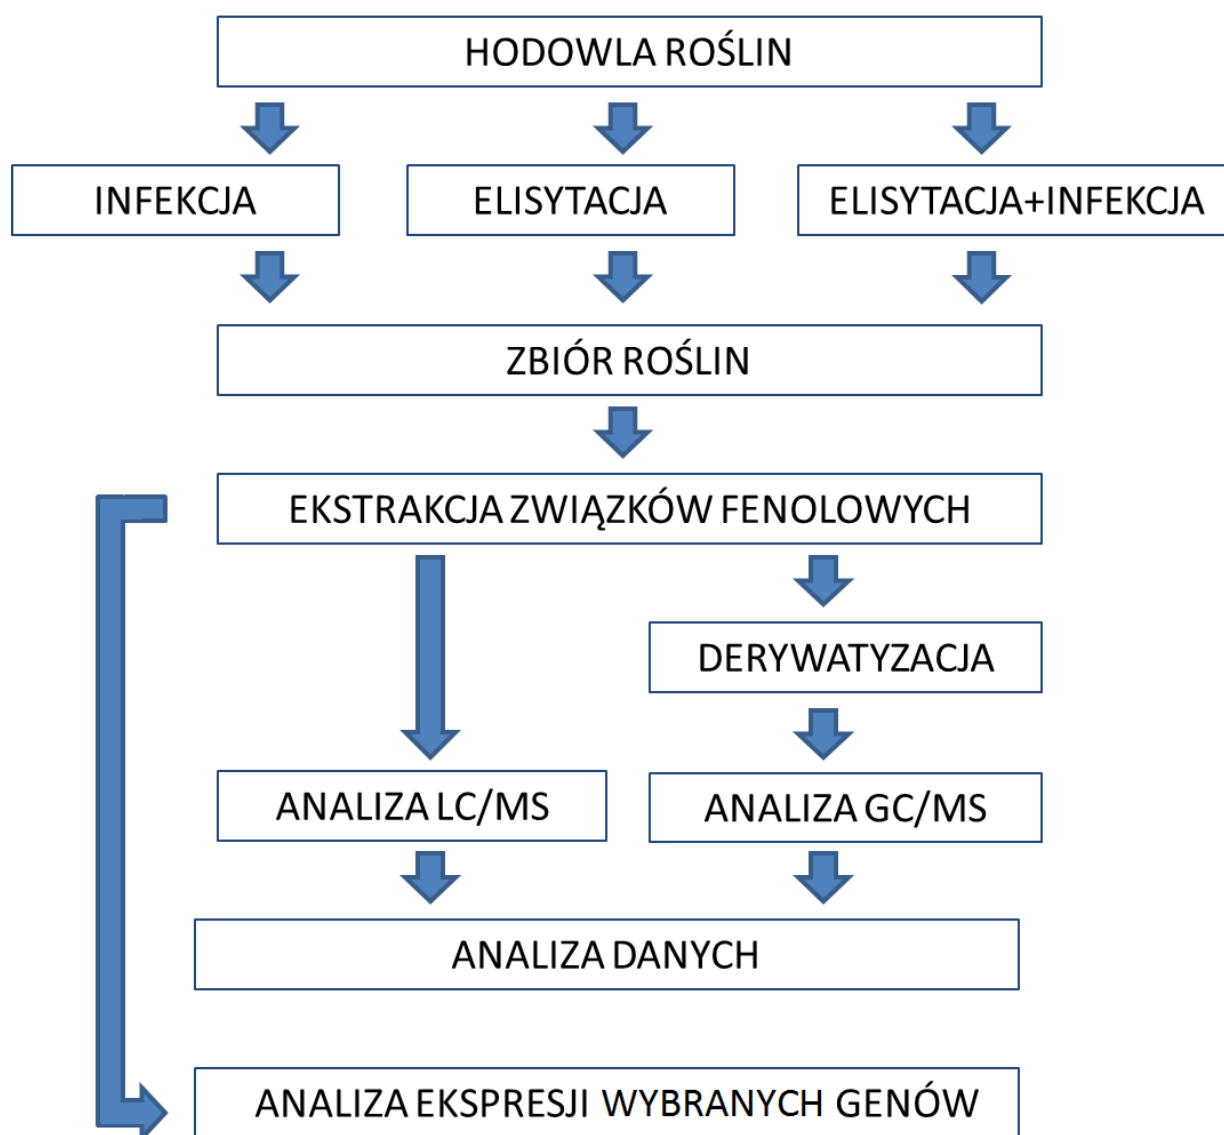 HODOWLA ROŚLIN
INFEKCJA
ELISYTACJA
ELISYTACJA+INFEKCJA
ZBIÓR ROŚLIN
EKSTRAKCJA ZWIĄZKÓW FENOLOWYCH
DERYWATYZACJA
ANALIZA LC/MS
ANALIZA GC/MS
ANALIZA DANYCH
ANALIZA EKSPRESJI WYBRANYCH GENÓW